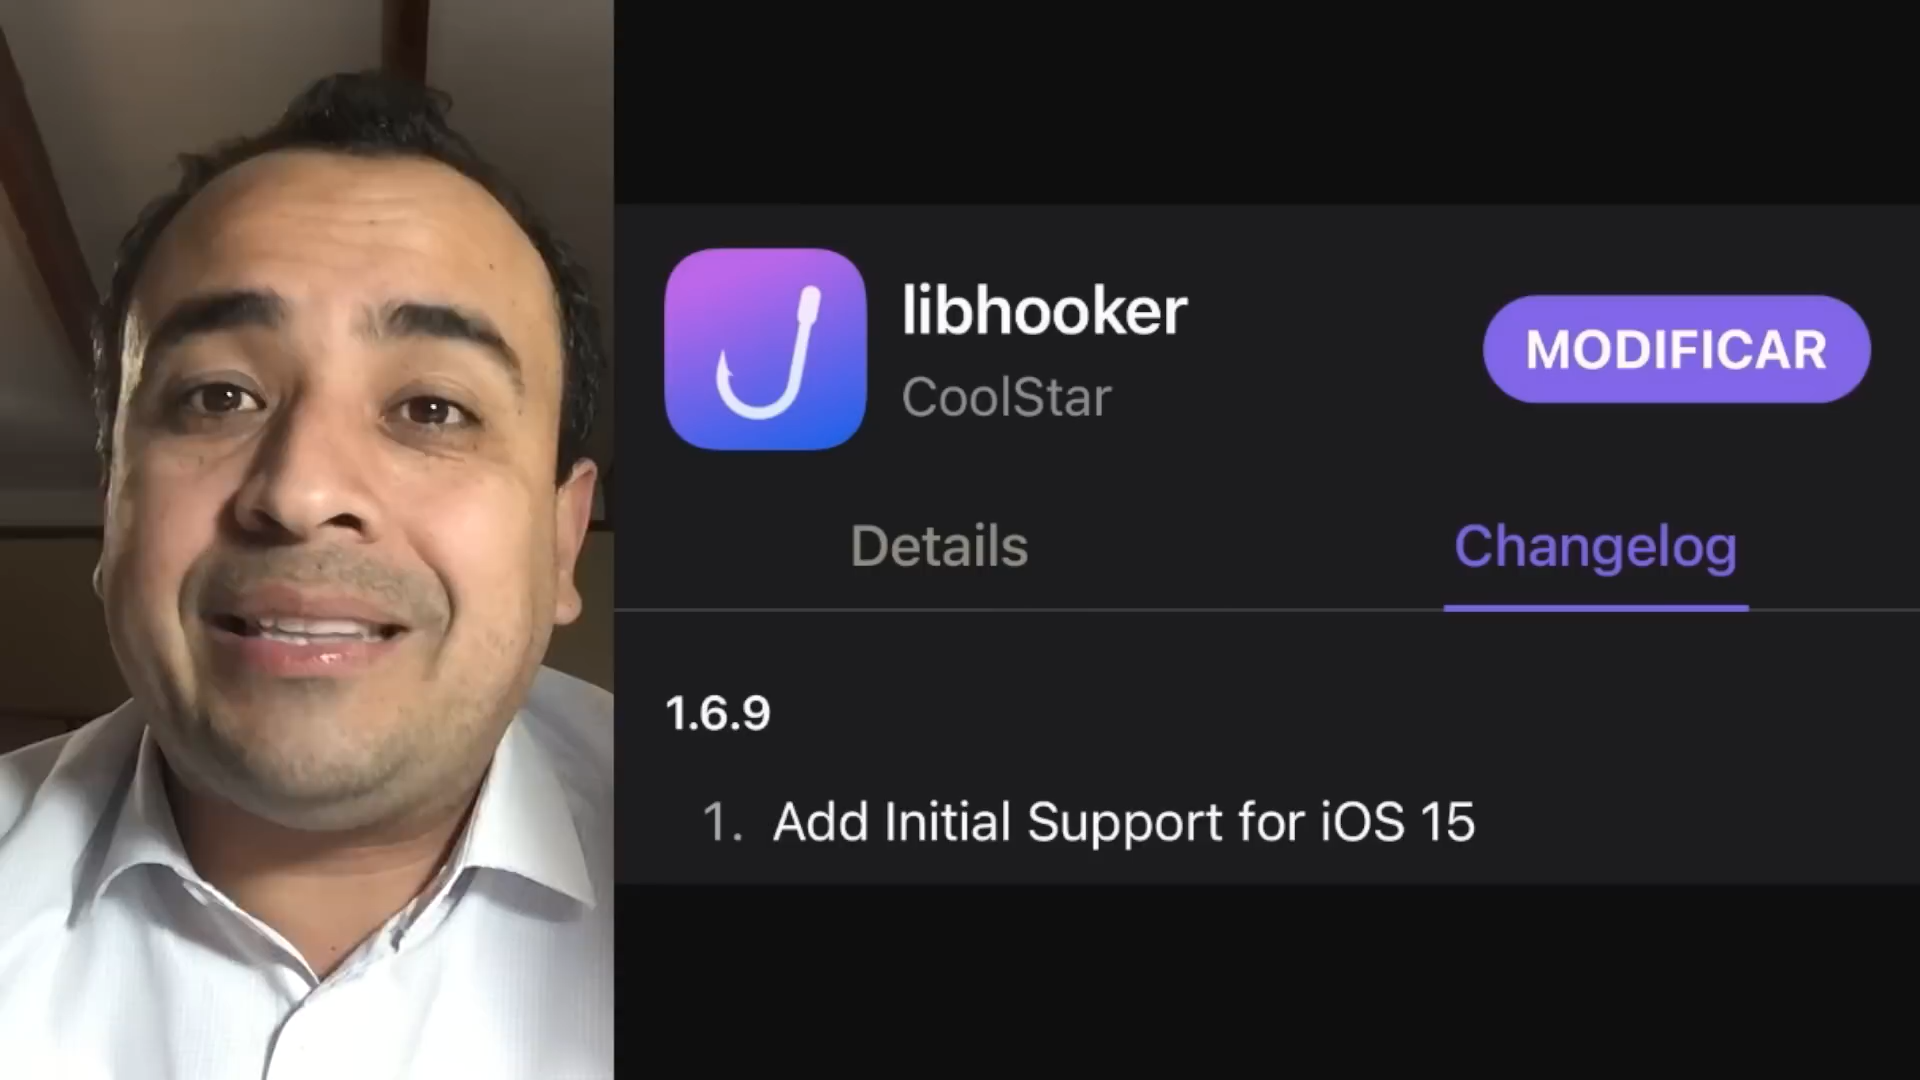 libhooker
CoolStar
MODIFICAR
Details
Changelog
1.6.9
1. Add Initial Support for iOS 15